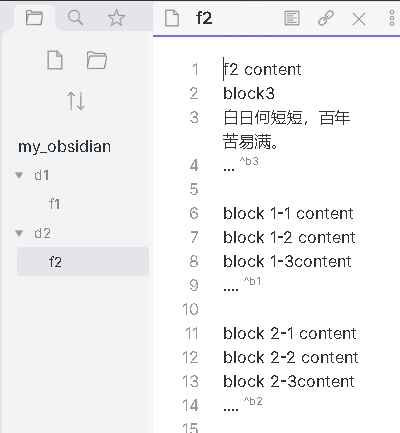 f2
my_obsidian
d1
f1
d2
f2
1 f2 content
2 block3
3 白日何短短，百年
苦易满。
4 ... ^b3
5
6 block 1-1 content
7 block 1-2 content
8 block 1-3content
9 .... ^b1
10
11 block 2-1 content
12 block 2-2 content
13 block 2-3content
14 .... ^b2
15